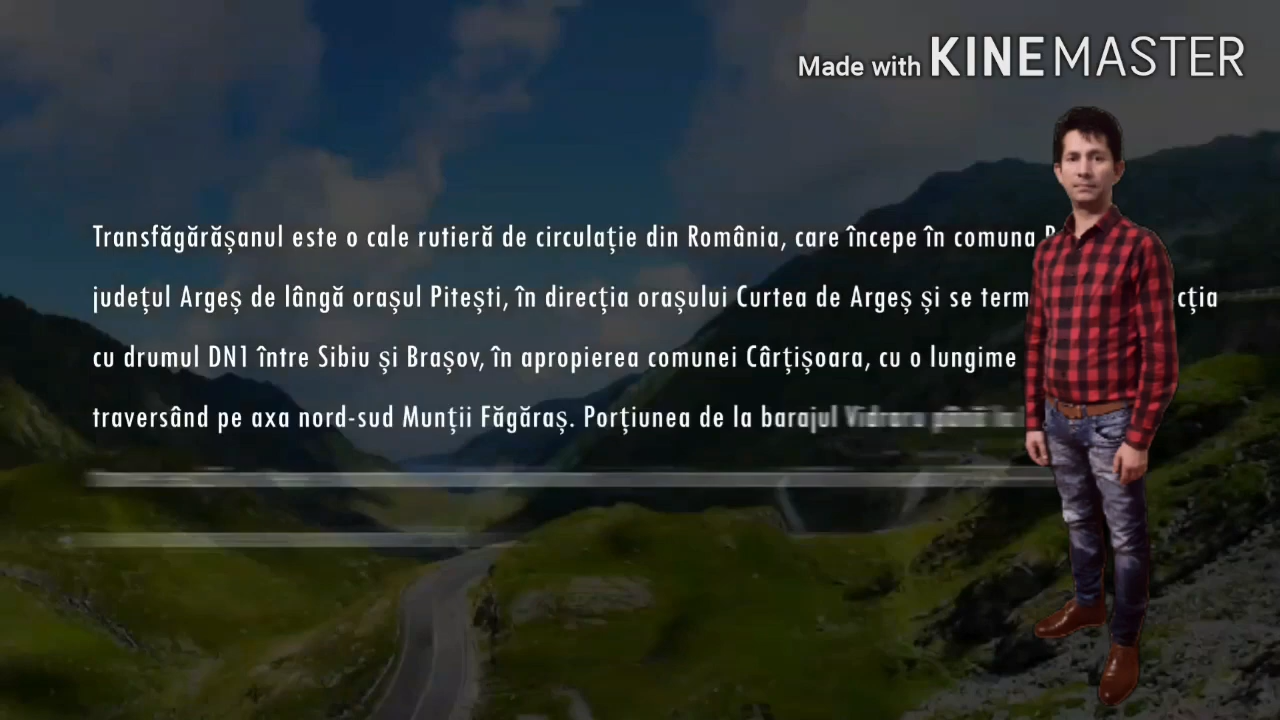 Made with KINEMASTER
Transfăgărășanul este o cale rutieră de circulație din România, care începe în comuna
județul Argeș de lângă orașul Pitești, în direcția orașului Curtea de Argeș și se term cția
cu drumul DN1 între Sibiu și Brașov, în apropierea comunei Cârțișoara, cu o lungime
traversând pe axa nord-sud Munții Făgăraș. Porțiunea de la barajul Vidraru